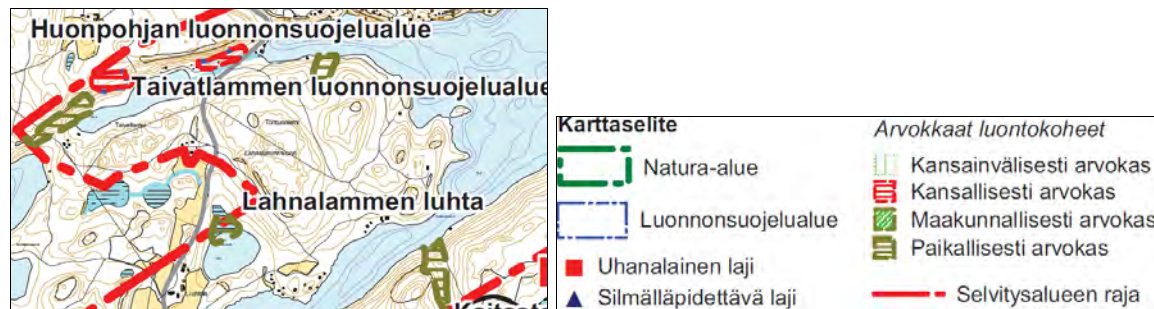 Huonpohjan luonnonsuojelualue
Taivatlammen luonnonsuojelualue
Lahnalammen luhta
Karttaselite
Natura-alue
Luonnonsuojelualue
Uhanalainen laji
Silmälläpidettävä laji
Arvokkaat luontokoheet
Kansainvälisesti arvokas
Kansallisesti arvokas
Maakunnallisesti arvokas
Paikallisesti arvokas
Selvitysalueen raja